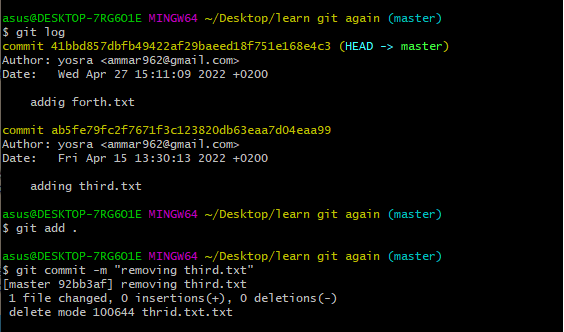 asus@DESKTOP-7RG6O1E MINGW64 ~/Desktop/learn git again (master)
$ git log
commit 41bbd857dbfb49422af29baeed18f751e168e4c3 (HEAD -> master)
Author: yosra <ammar962@gmail.com>
Date:   Wed Apr 27 15:11:09 2022 +0200
    addig forth.txt
commit ab5fe79fc2f7671f3c123820db63eaa7d04eaa99
Author: yosra <ammar962@gmail.com>
Date:   Fri Apr 15 13:30:13 2022 +0200
    adding third.txt
asus@DESKTOP-7RG6O1E MINGW64 ~/Desktop/learn git again (master)
$ git add .
asus@DESKTOP-7RG6O1E MINGW64 ~/Desktop/learn git again (master)
$ git commit -m "removing third.txt"
[master 92bb3af] removing third.txt
 1 file changed, 0 insertions(+), 0 deletions(-)
 delete mode 100644 thrid.txt.txt